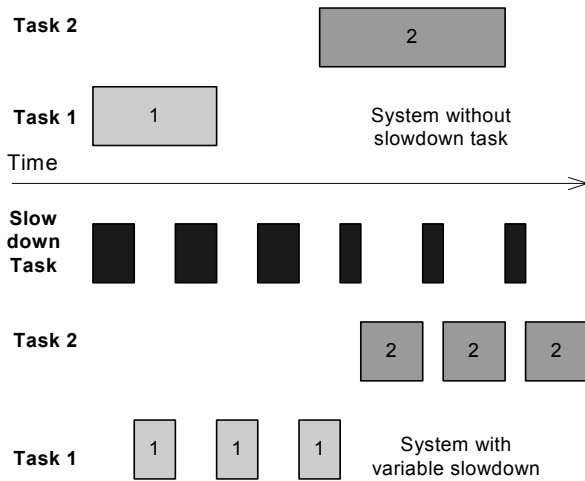 Task 2
2
Task 1
1
System without
slowdown task
Time
Slow
down
Task
Task 2
2 2 2
Task 1
1 1 1
System with
variable slowdown